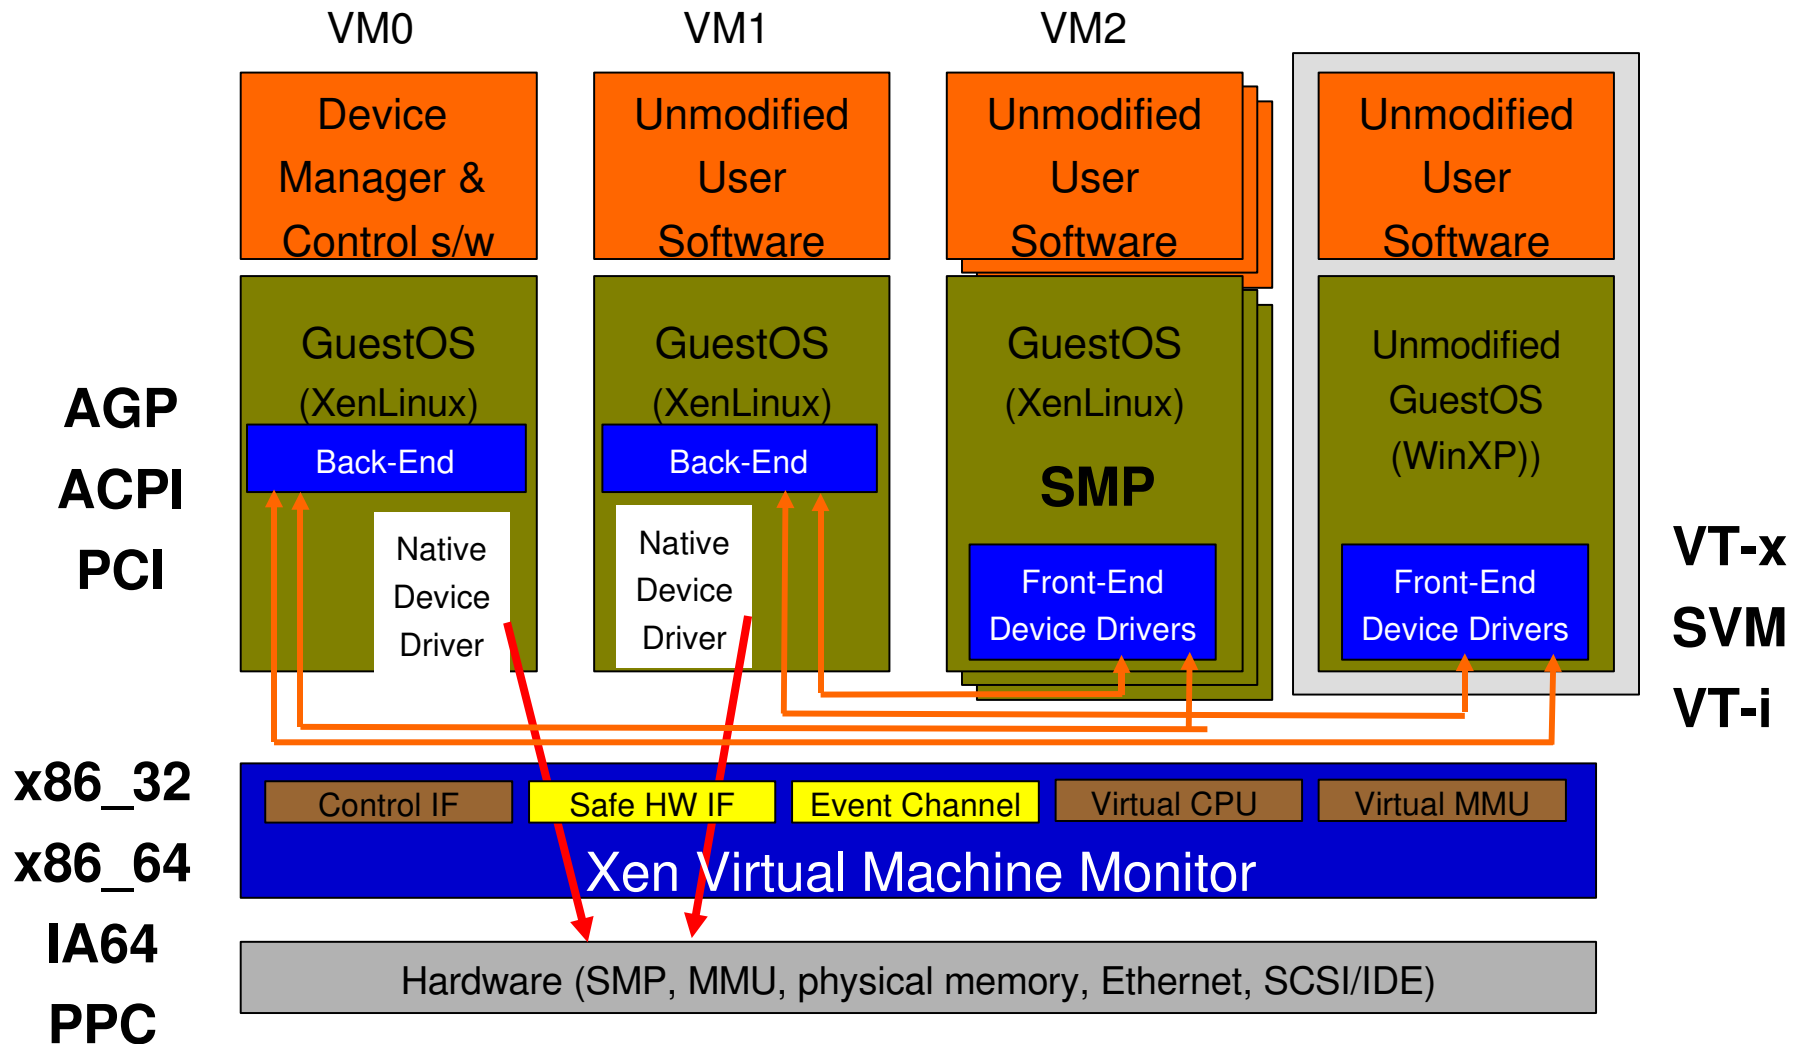 VM0
VM1
VM2
Device
Manager &
Control s/w
Unmodified
User
Software
Unmodified
User
Software
Unmodified
User
Software
GuestOS
(XenLinux)
Back-End
Native
Device
Driver
GuestOS
(XenLinux)
Back-End
Native
Device
Driver
GuestOS
(XenLinux)
SMP
Front-End
Device Drivers
Unmodified
GuestOS
(WinXP))
Front-End
Device Drivers
AGP
ACPI
PCI
VT-x
SVM
VT-i
x86_32
x86_64
IA64
PPC
Control IF
Safe HW IF
Event Channel
Virtual CPU
Virtual MMU
Xen Virtual Machine Monitor
Hardware (SMP, MMU, physical memory, Ethernet, SCSI/IDE)